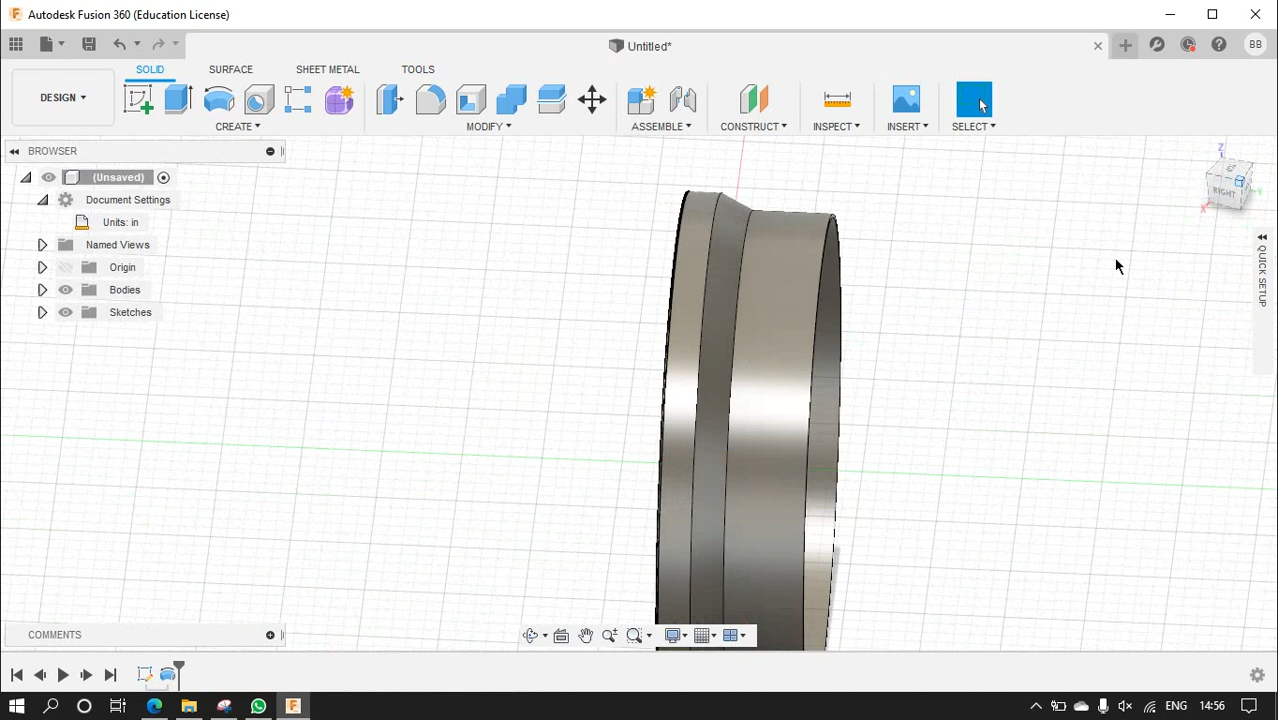 Autodesk Fusion 360 (Education License)
Untitled*
BB
DESIGN
SOLID
SURFACE
SHEET METAL
TOOLS
CREATE
MODIFY
ASSEMBLE
CONSTRUCT
INSPECT
INSERT
SELECT
BROWSER
(Unsaved)
Document Settings
Units: in
Named Views
Origin
Bodies
Sketches
Z
RIGHT
Y
X
QUICK SETUP
COMMENTS
ENG
14:56